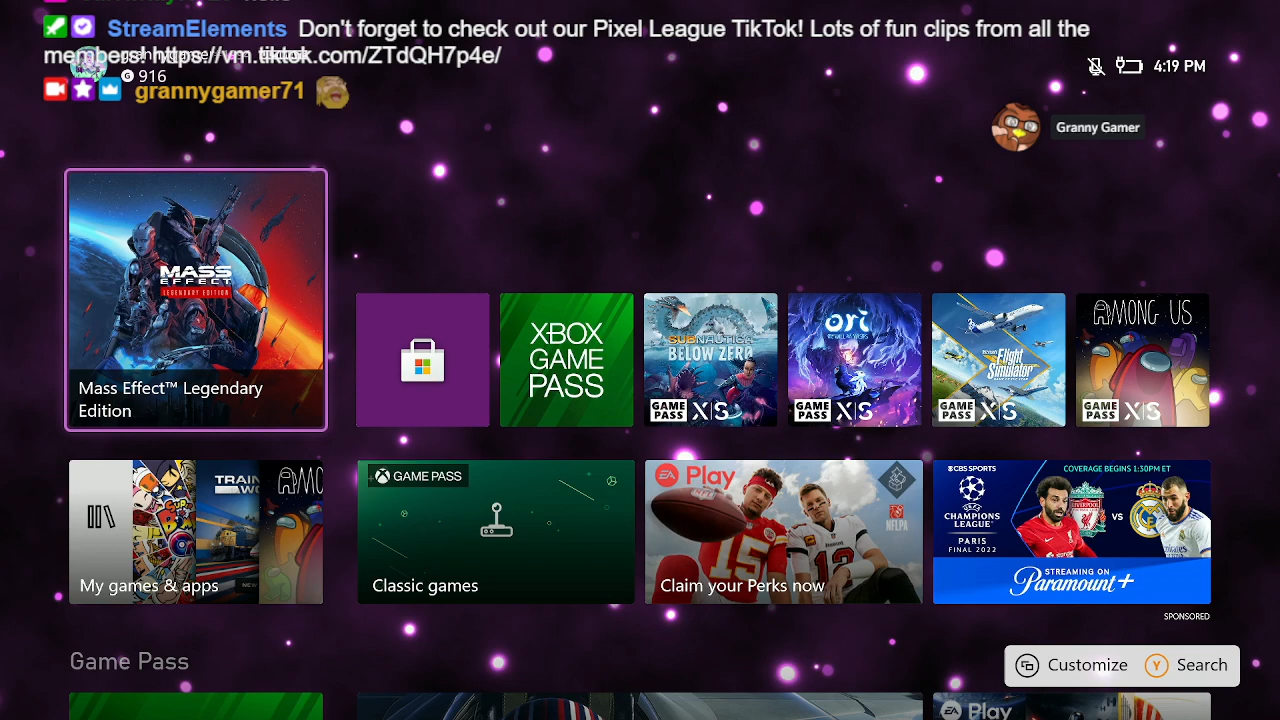 StreamElements Don't forget to check out our Pixel League TikTok! Lots of fun clips from all the
members! https://vm.tiktok.com/ZTdQH7p4e/
G 916
4:19 PM
grannygamer71
Granny Gamer
MASS
EFFECT
LEGENDARY EDITION
Mass Effect™ Legendary
Edition
XBOX
GAME
PASS
SUBNAUTICA
BELOW ZERO
GAME
PASS X|S
ori
GAME
PASS X|S
Flight
Simulator
GAME
PASS X|S
AMONG US
GAME
PASS X|S
My games & apps
GAME PASS
Classic games
EA Play
15
12
NFLPA
Claim your Perks now
CBS SPORTS
COVERAGE BEGINS 1:30PM ET
CHAMPIONS
LEAGUE
PARIS
FINAL 2022
LIVERPOOL
VS
STREAMING ON
Paramount+
SPONSORED
Game Pass
Customize
Y Search
EA Play